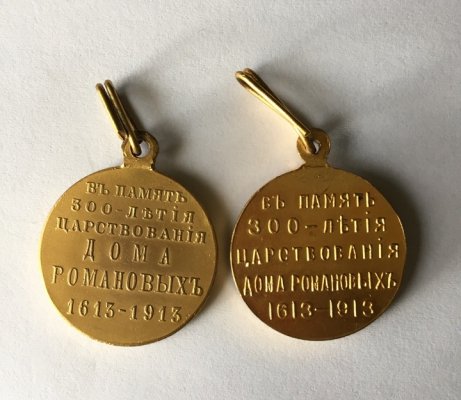 ВЪ ПАМЯТЬ
300-ЛѢТІЯ
ЦАРСТВОВАНІЯ
ДОМА
РОМАНОВЫХЪ
1613-1913
ВЪ ПАМЯТЬ
300-ЛѢТІЯ
ЦАРСТВОВАНІЯ
ДОМА РОМАНОВЫХЪ
1613-1913